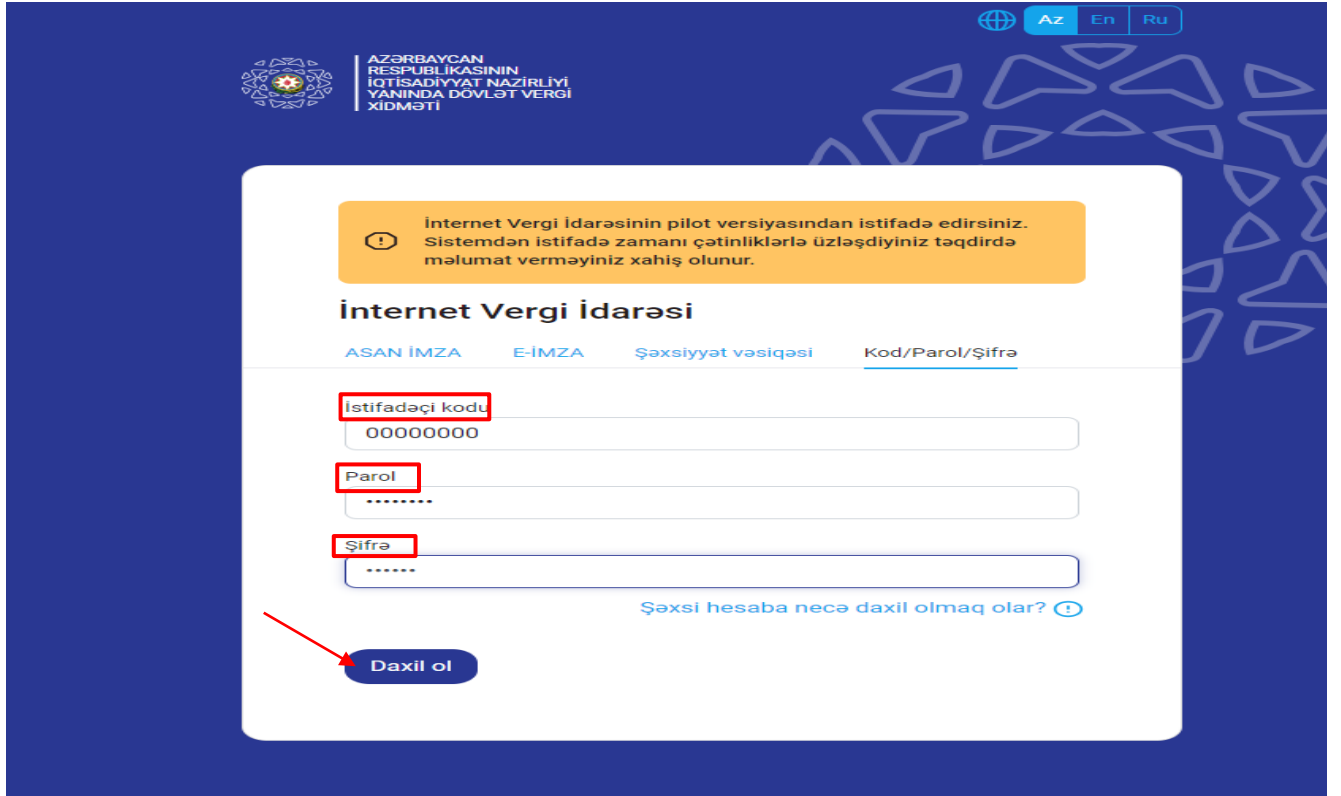 Az En Ru
AZƏRBAYCAN
RESPUBLİKASININ
İQTİSADİYYAT NAZİRLİYİ
YANINDA DÖVLƏT VERGİ
XİDMƏTİ
İnternet Vergi İdarəsinin pilot versiyasından istifadə edirsiniz.
Sistemdən istifadə zamanı çətinliklərlə üzləşdiyiniz təqdirdə
məlumat verməyiniz xahiş olunur.
İnternet Vergi İdarəsi
ASAN İMZA E-İMZA Şəxsiyyət vəsiqəsi Kod/Parol/Şifrə
İstifadəçi kodu
00000000
Parol
••••••••
Şifrə
••••••
Şəxsi hesaba necə daxil olmaq olar?
Daxil ol